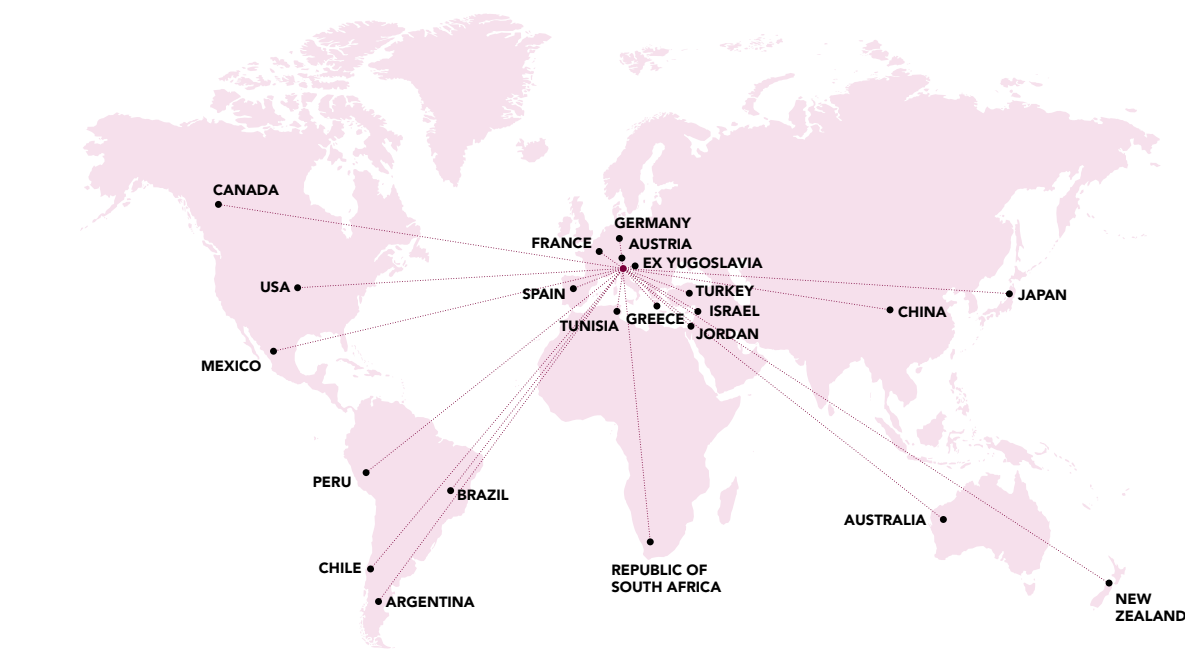 CANADA
GERMANY
FRANCE
AUSTRIA
EX YUGOSLAVIA
USA
SPAIN
TURKEY
JAPAN
TUNISIA
GREECE
ISRAEL
CHINA
JORDAN
MEXICO
PERU
BRAZIL
AUSTRALIA
CHILE
REPUBLIC OF
SOUTH AFRICA
ARGENTINA
NEW
ZEALAND